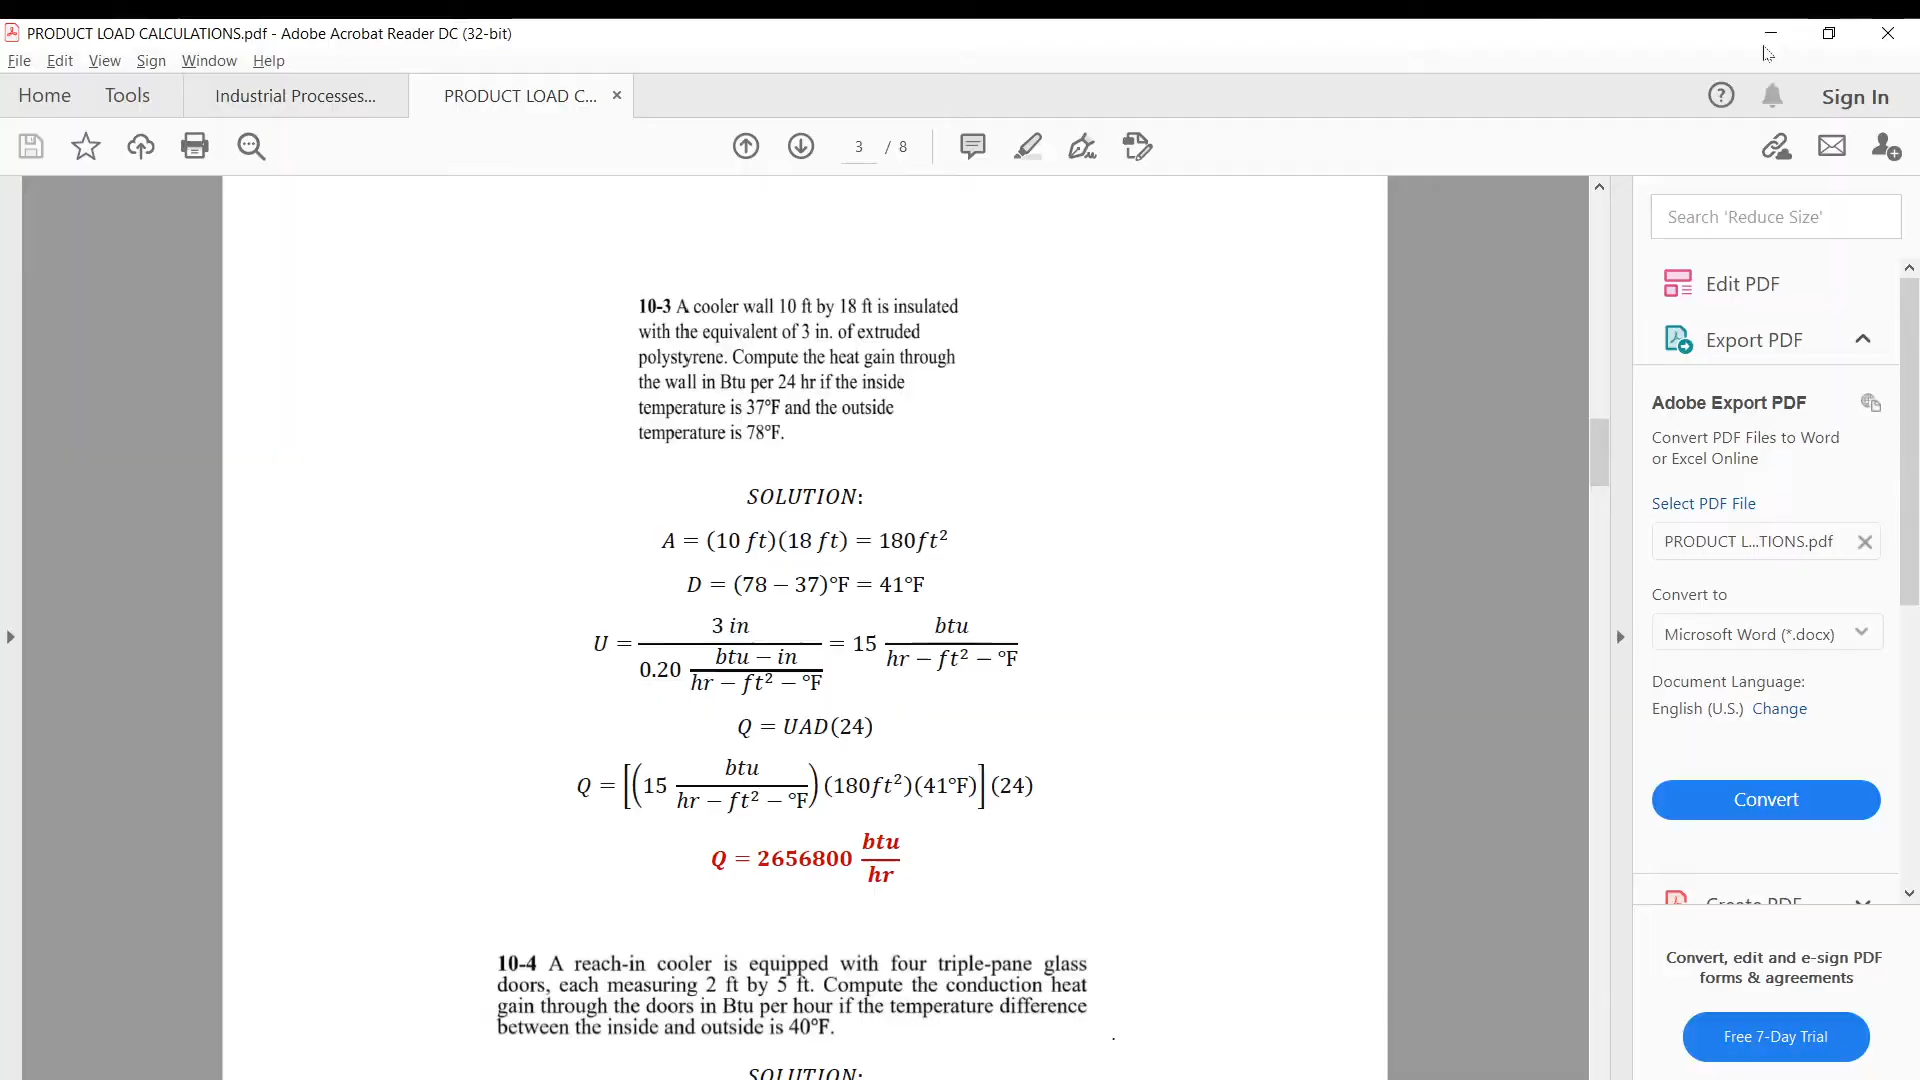 PRODUCT LOAD CALCULATIONS.pdf - Adobe Acrobat Reader DC (32-bit)
File Edit View Sign Window Help
Home Tools Industrial Processes... PRODUCT LOAD C... × Sign In
3 / 8
Search 'Reduce Size'
Edit PDF
Export PDF
Adobe Export PDF
Convert PDF Files to Word
or Excel Online
Select PDF File
PRODUCT L...TIONS.pdf
Convert to
Microsoft Word (*.docx)
Document Language:
English (U.S.) Change
Convert
Create PDF
Convert, edit and e-sign PDF
forms & agreements
Free 7-Day Trial
10-3 A cooler wall 10 ft by 18 ft is insulated
with the equivalent of 3 in. of extruded
polystyrene. Compute the heat gain through
the wall in Btu per 24 hr if the inside
temperature is 37°F and the outside
temperature is 78°F.
SOLUTION:
A = (10 ft)(18 ft) = 180ft²
D = (78 − 37)°F = 41°F
U = 3 in / (0.20 btu − in / hr − ft² − °F) = 15 btu / hr − ft² − °F
Q = UAD(24)
Q = [(15 btu / hr − ft² − °F)(180ft²)(41°F)](24)
Q = 2656800 btu / hr
10-4 A reach-in cooler is equipped with four triple-pane glass
doors, each measuring 2 ft by 5 ft. Compute the conduction heat
gain through the doors in Btu per hour if the temperature difference
between the inside and outside is 40°F.
SOLUTION: